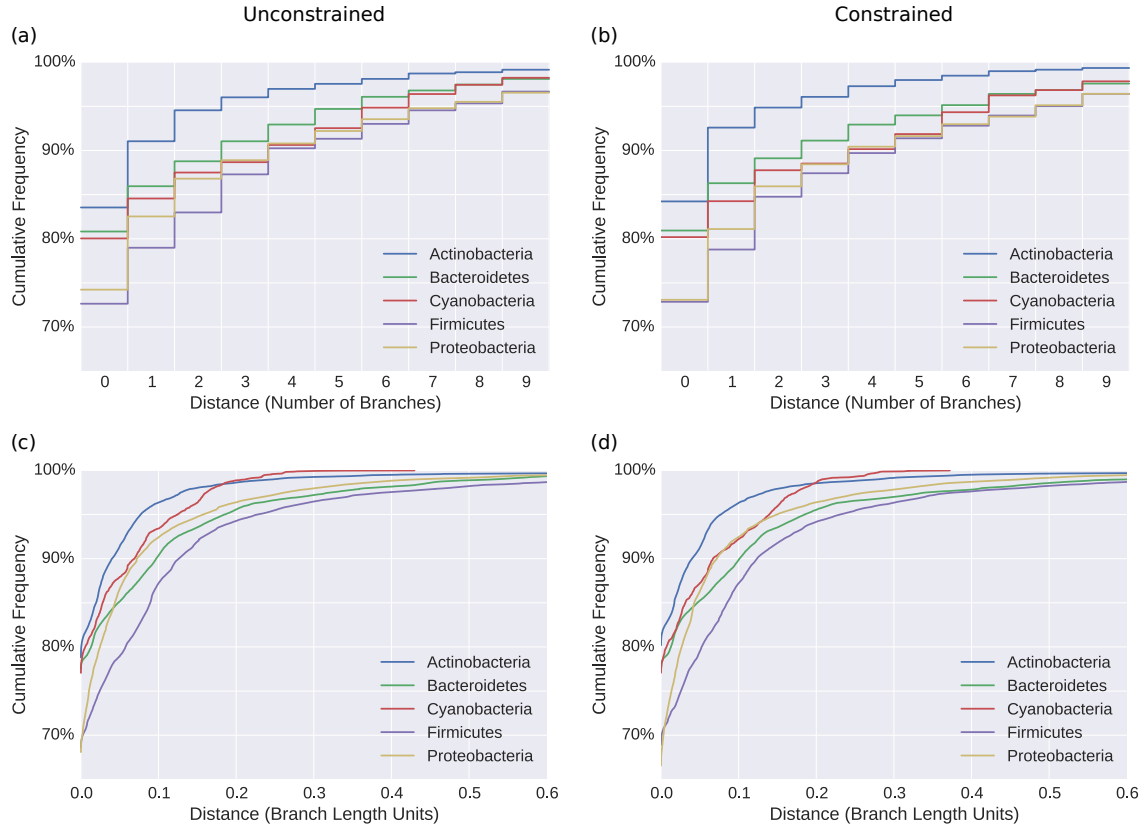 Unconstrained
Constrained
(a)
(b)
100%
90%
80%
70%
Cumulative Frequency
Actinobacteria
Bacteroidetes
Cyanobacteria
Firmicutes
Proteobacteria
0 1 2 3 4 5 6 7 8 9
Distance (Number of Branches)
100%
90%
80%
70%
Cumulative Frequency
Actinobacteria
Bacteroidetes
Cyanobacteria
Firmicutes
Proteobacteria
0 1 2 3 4 5 6 7 8 9
Distance (Number of Branches)
(c)
(d)
100%
90%
80%
70%
Cumulative Frequency
Actinobacteria
Bacteroidetes
Cyanobacteria
Firmicutes
Proteobacteria
0.0 0.1 0.2 0.3 0.4 0.5 0.6
Distance (Branch Length Units)
100%
90%
80%
70%
Cumulative Frequency
Actinobacteria
Bacteroidetes
Cyanobacteria
Firmicutes
Proteobacteria
0.0 0.1 0.2 0.3 0.4 0.5 0.6
Distance (Branch Length Units)